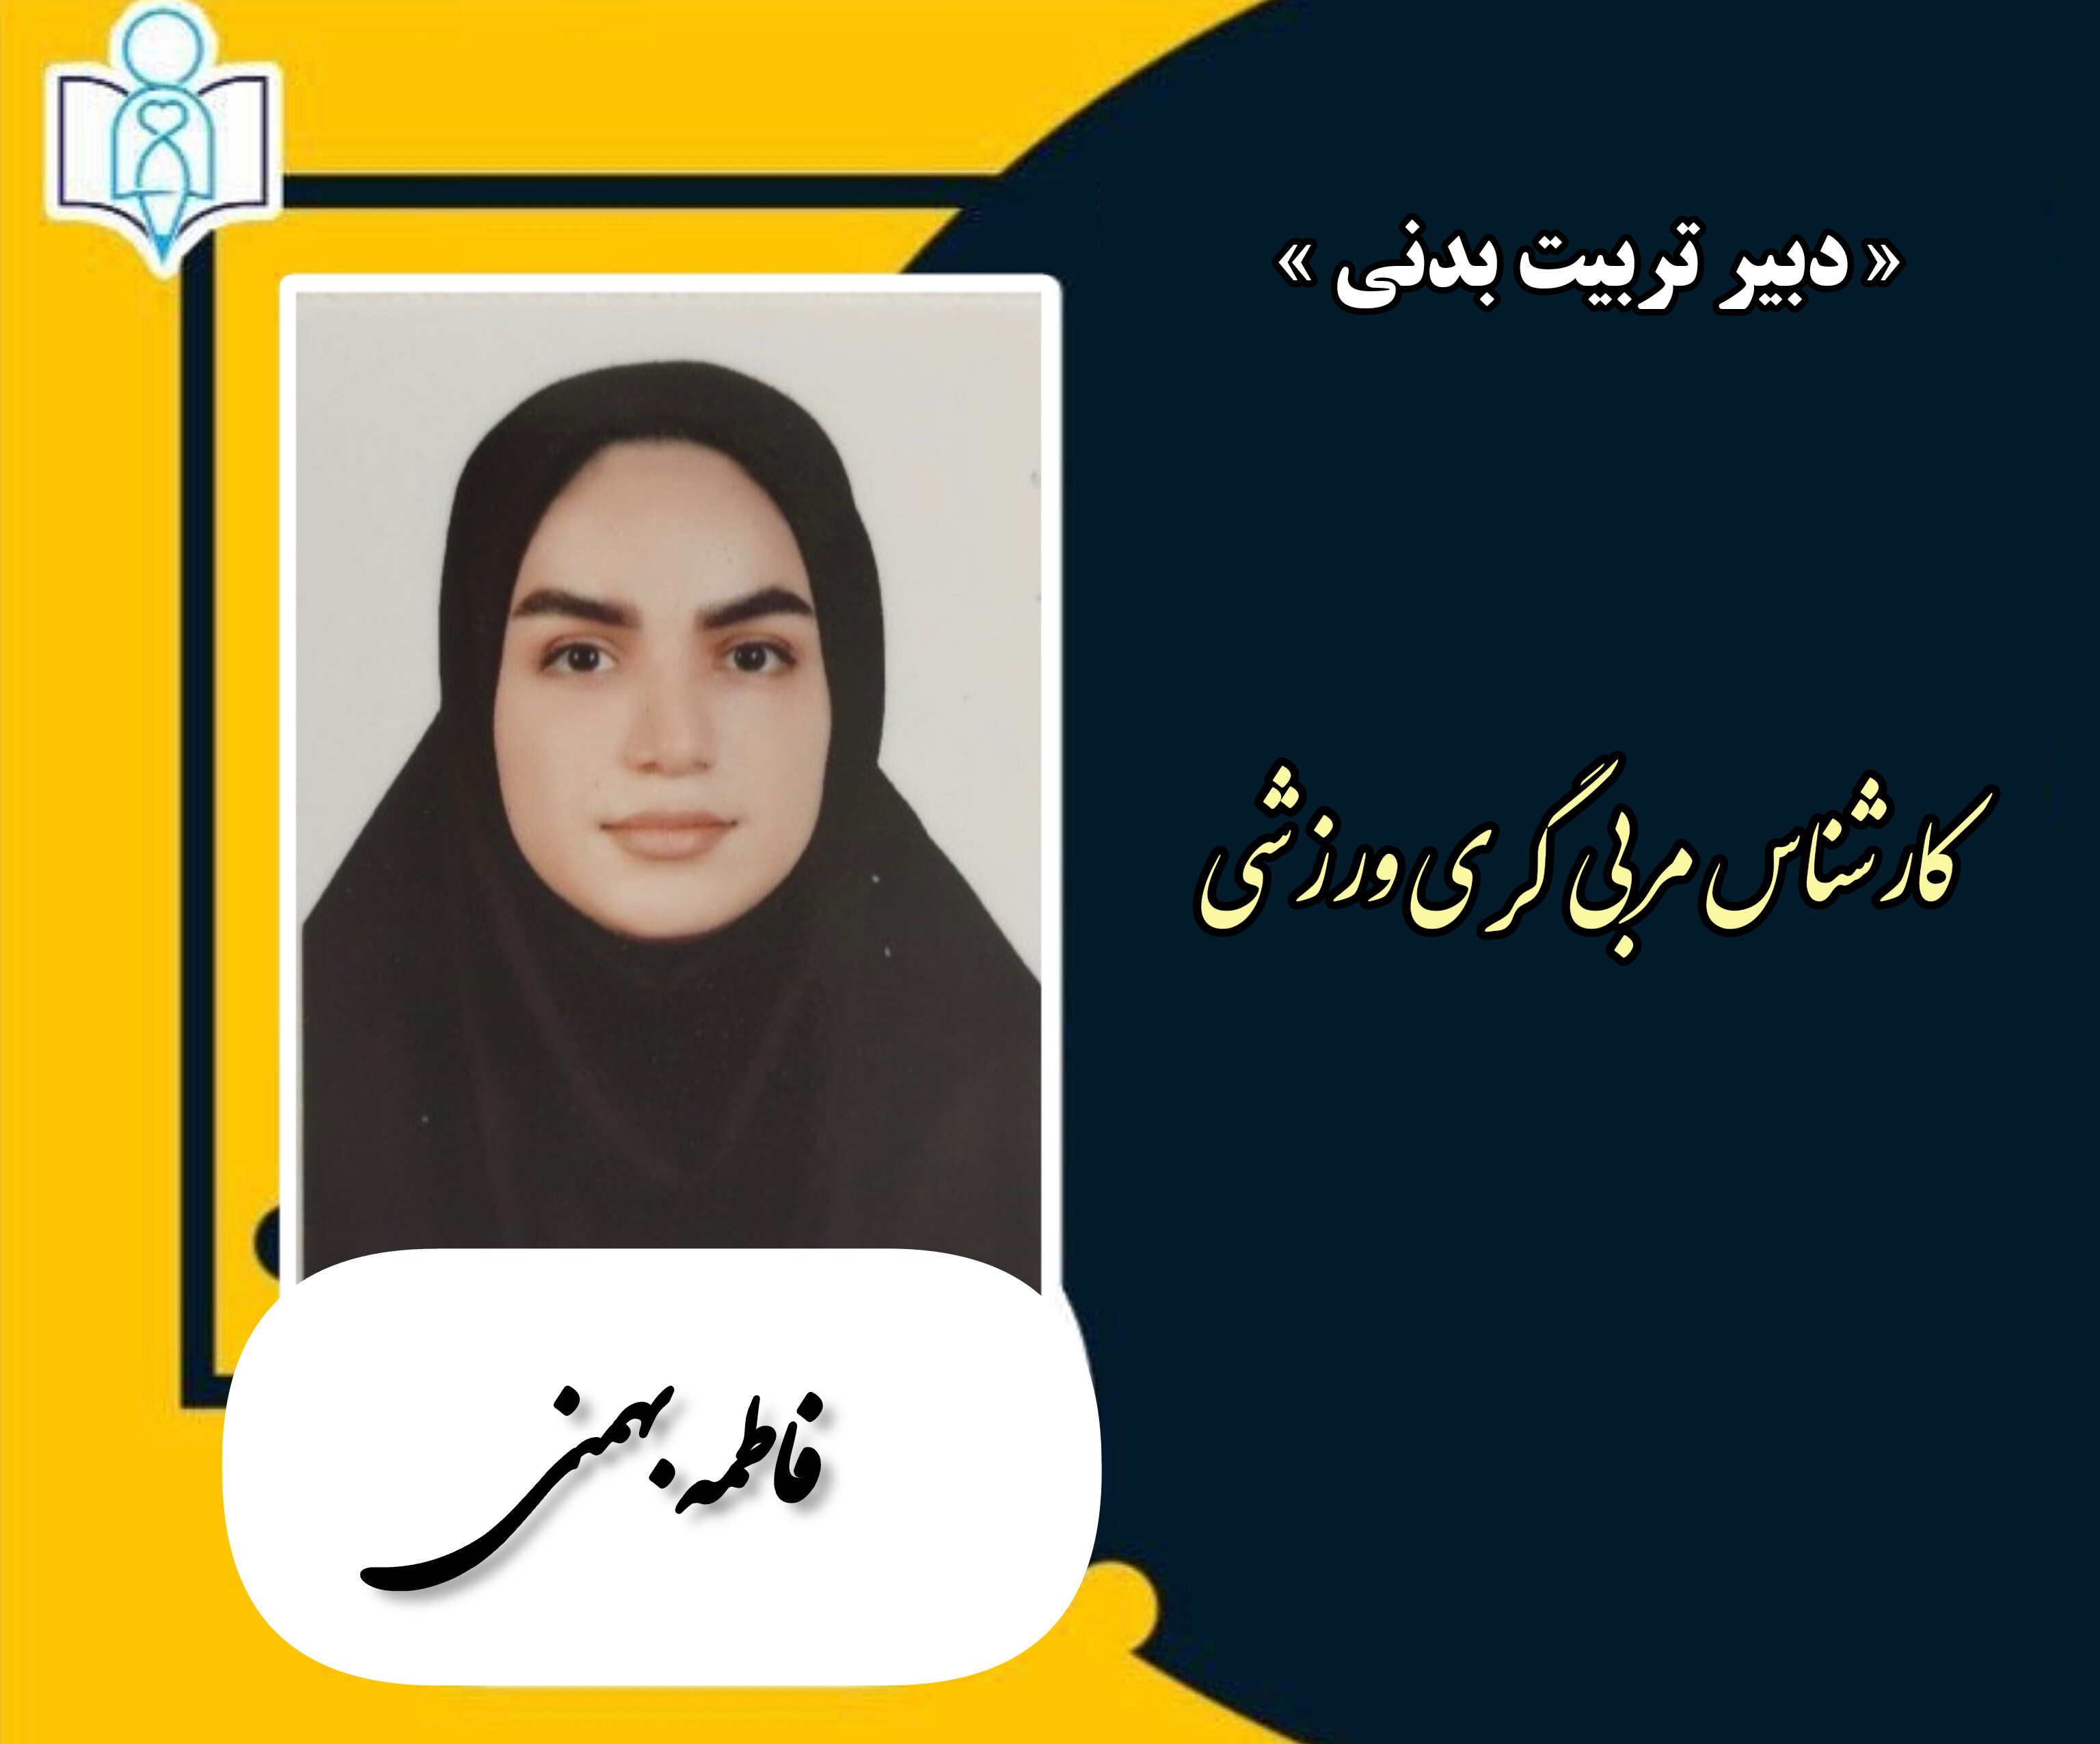 « دبیر تربیت بدنی »
کارشناس مربی گری ورزشی
فاطمه بهمنی